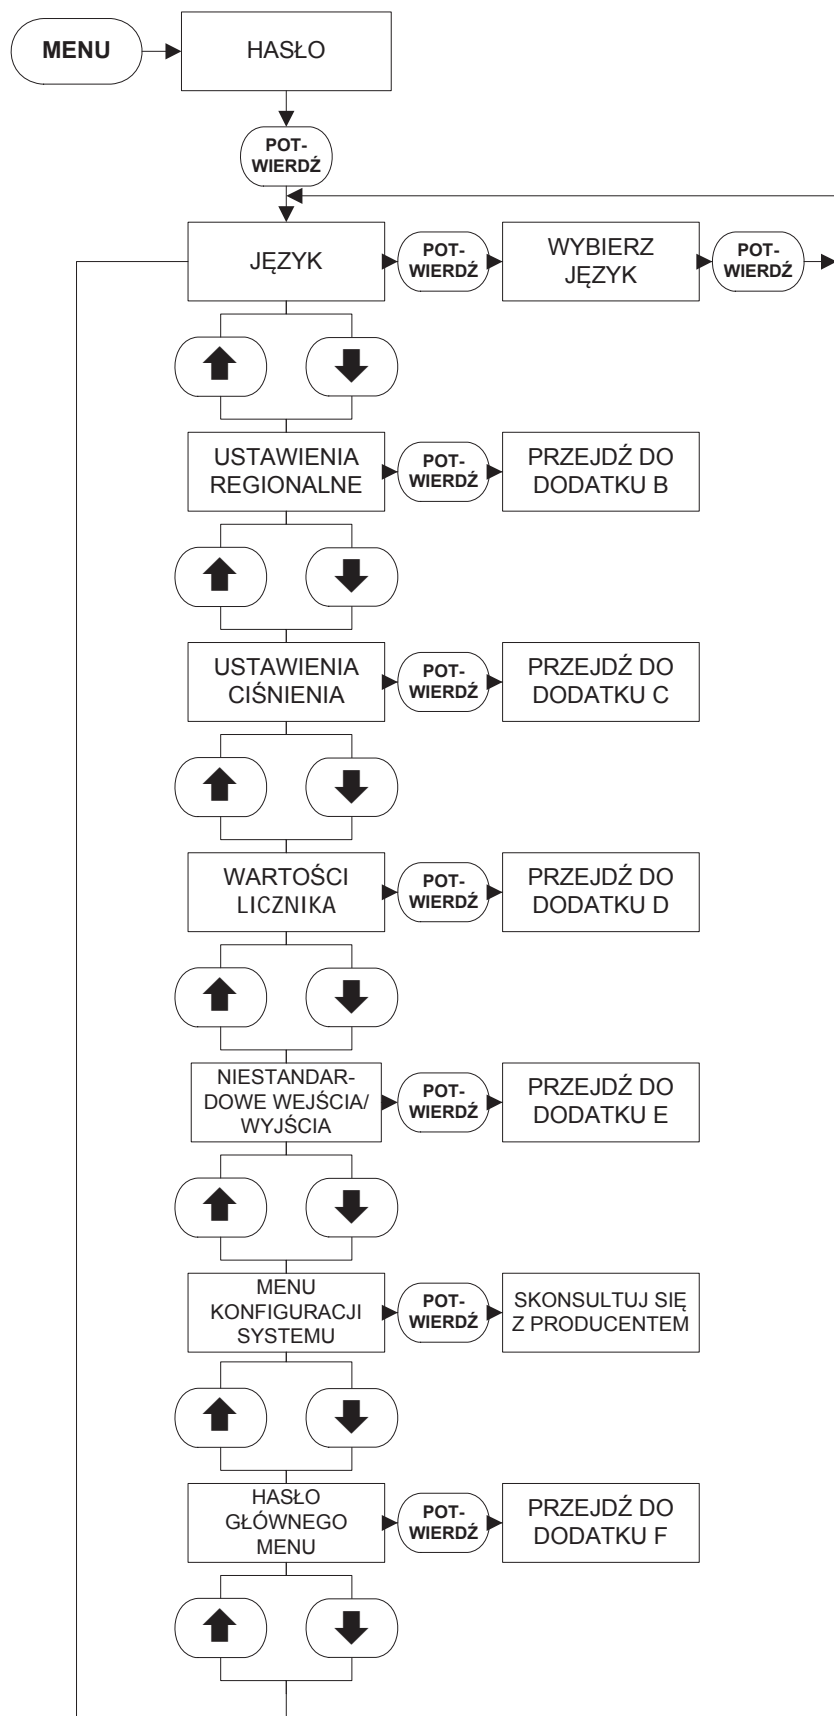 MENU
HASŁO
POT-
WIERDŹ
JĘZYK
POT-
WIERDŹ
WYBIERZ
JĘZYK
POT-
WIERDŹ
USTAWIENIA
REGIONALNE
POT-
WIERDŹ
PRZEJDŹ DO
DODATKU B
USTAWIENIA
CIŚNIENIA
POT-
WIERDŹ
PRZEJDŹ DO
DODATKU C
WARTOŚCI
LICZNIKA
POT-
WIERDŹ
PRZEJDŹ DO
DODATKU D
NIESTANDAR-
DOWE WEJŚCIA/
WYJŚCIA
POT-
WIERDŹ
PRZEJDŹ DO
DODATKU E
MENU
KONFIGURACJI
SYSTEMU
POT-
WIERDŹ
SKONSULTUJ SIĘ
Z PRODUCENTEM
HASŁO
GŁÓWNEGO
MENU
POT-
WIERDŹ
PRZEJDŹ DO
DODATKU F